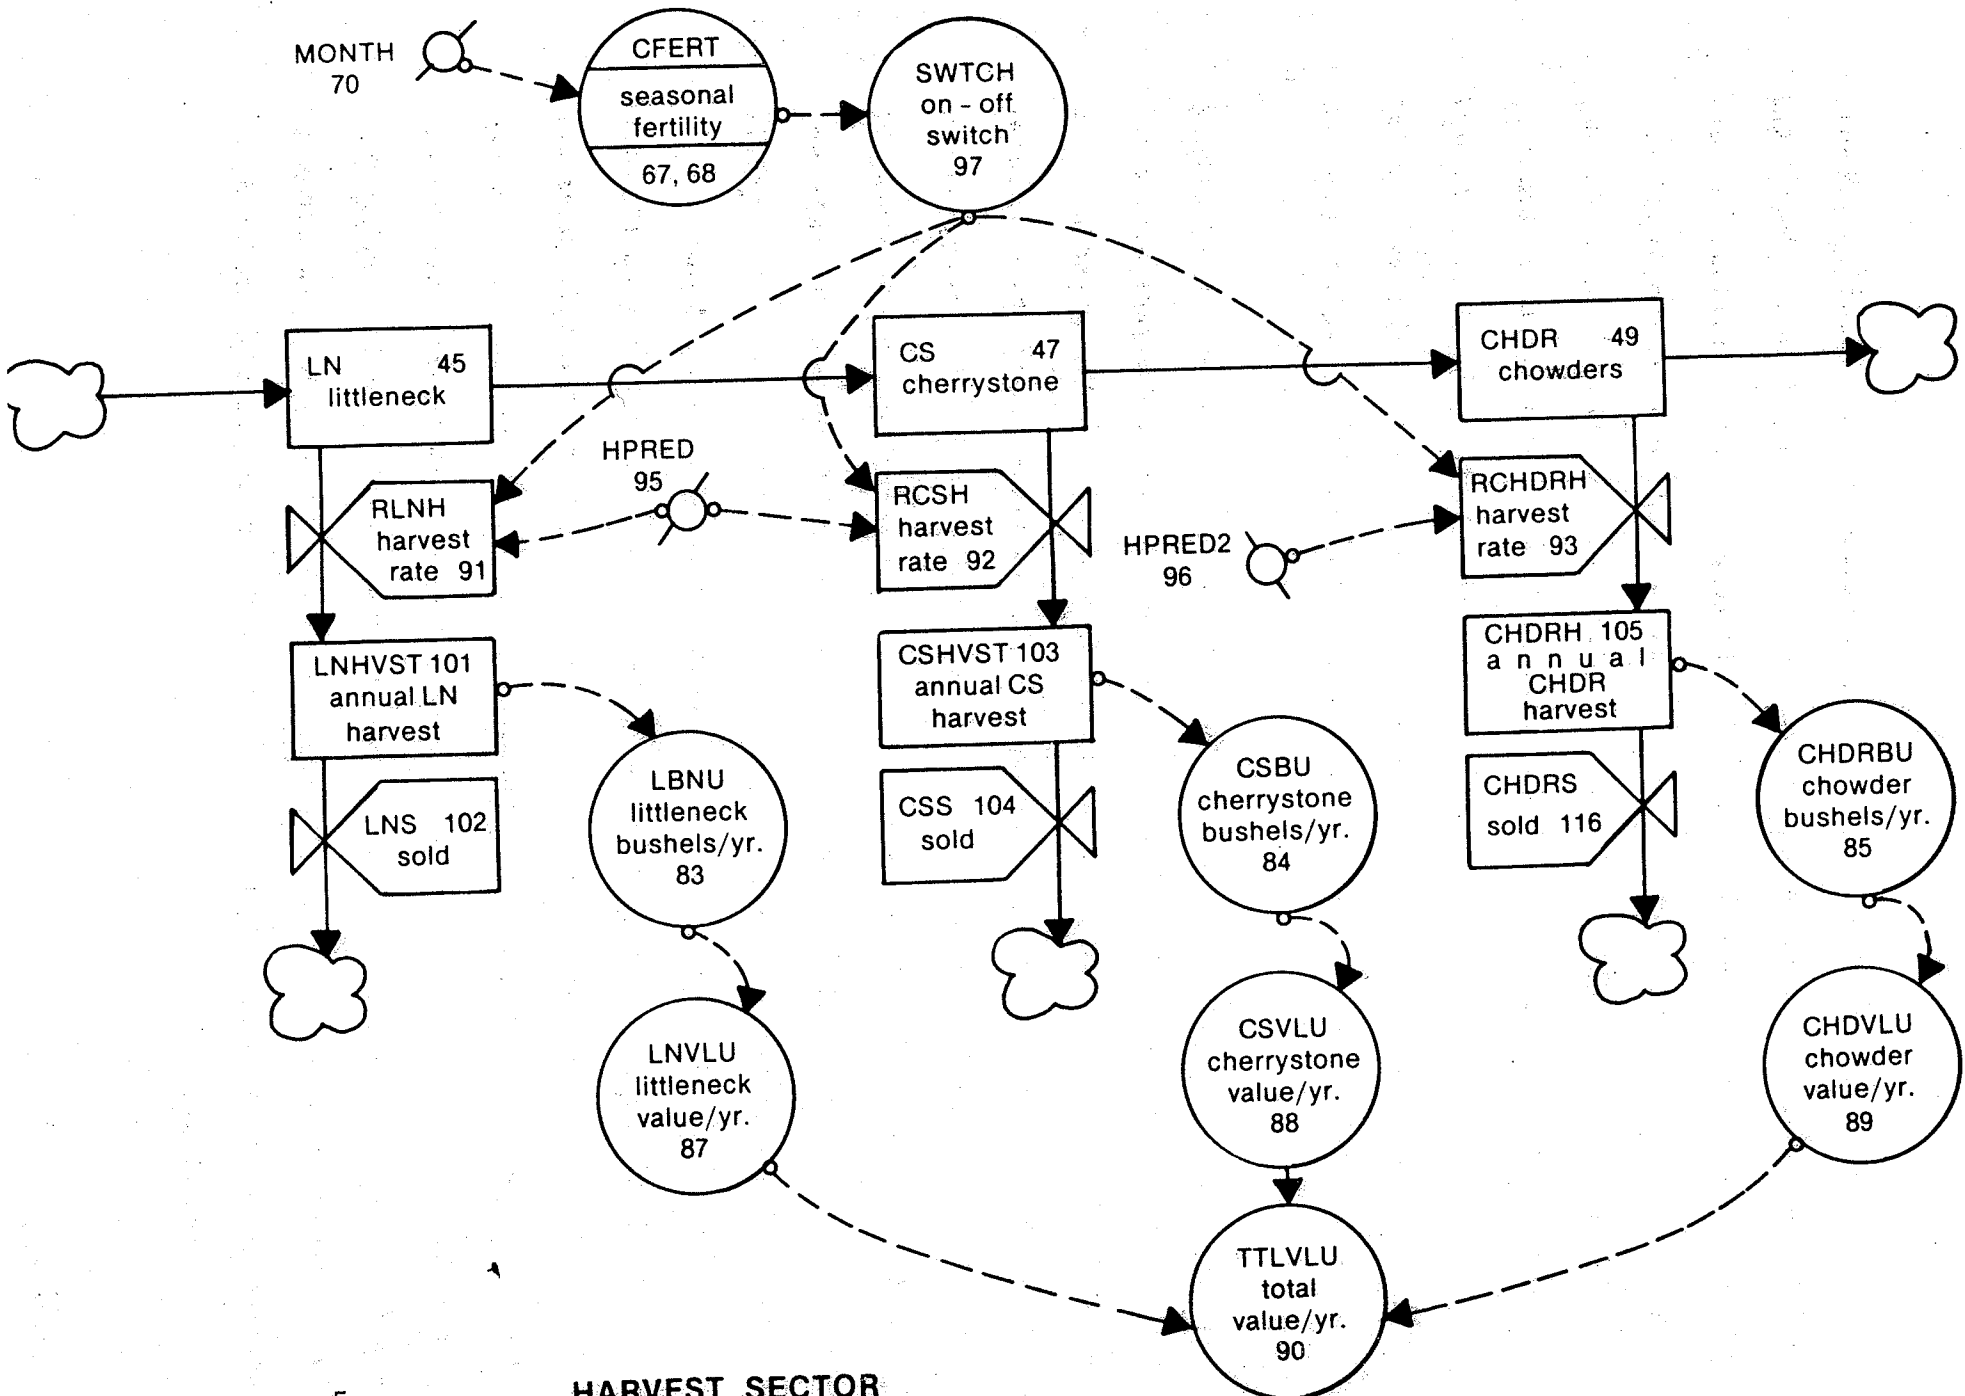 MONTH
70
CFERT
seasonal
fertility
67, 68
SWTCH
on - off
switch
97
LN 45
littleneck
CS 47
cherrystone
CHDR 49
chowders
HPRED
95
RLNH
harvest
rate 91
RCSH
harvest
rate 92
HPRED2
96
RCHDRH
harvest
rate 93
LNHVST 101
annual LN
harvest
CSHVST 103
annual CS
harvest
CHDRH 105
annual
CHDR
harvest
LNS 102
sold
LBNU
littleneck
bushels/yr.
83
CSS 104
sold
CSBU
cherrystone
bushels/yr.
84
CHDRS
sold 116
CHDRBU
chowder
bushels/yr.
85
LNVLU
littleneck
value/yr.
87
CSVLU
cherrystone
value/yr.
88
CHDVLU
chowder
value/yr.
89
TTLVLU
total
value/yr.
90
HARVEST SECTOR